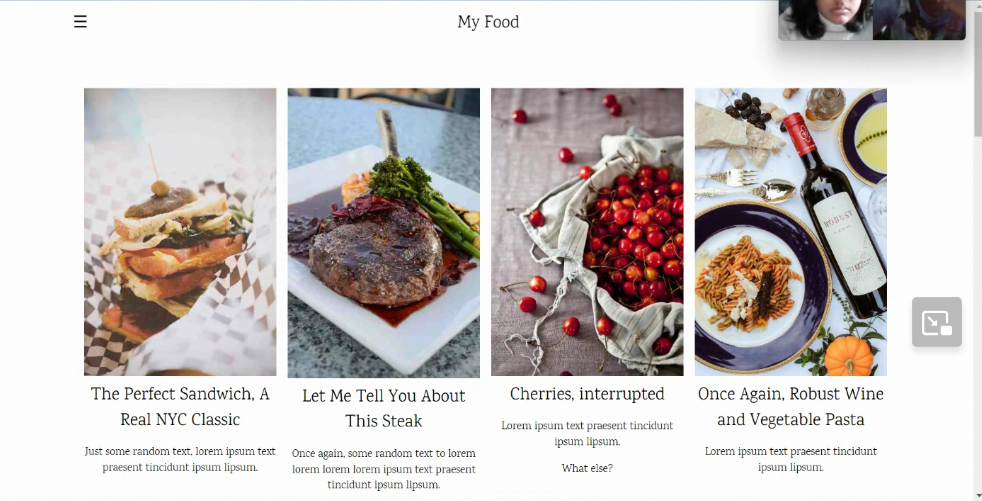 ☰ My Food
ROBUST
The Perfect Sandwich, A
Real NYC Classic
Just some random text, lorem ipsum text
praesent tincidunt ipsum lipsum.
Let Me Tell You About
This Steak
Once again, some random text to lorem
lorem lorem lorem ipsum text praesent
tincidunt ipsum lipsum.
Cherries, interrupted
Lorem ipsum text praesent tincidunt
ipsum lipsum.
What else?
Once Again, Robust Wine
and Vegetable Pasta
Lorem ipsum text praesent tincidunt
ipsum lipsum.